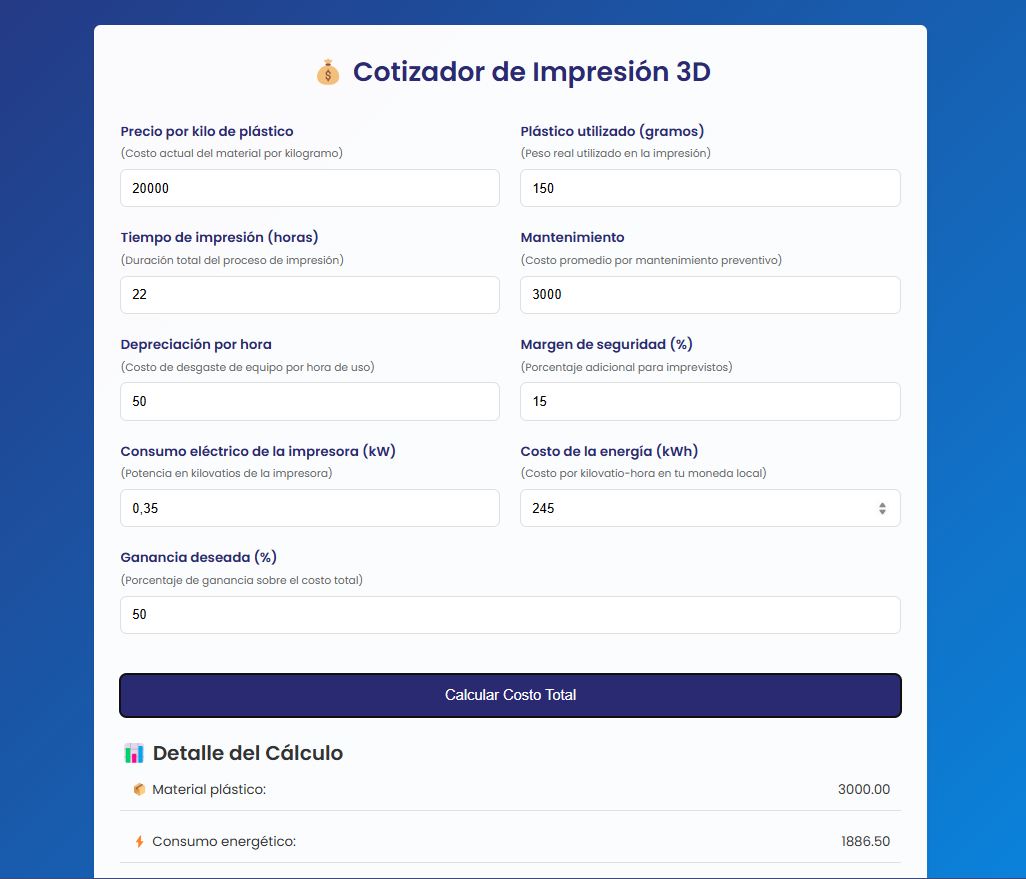 Cotizador de Impresión 3D
Precio por kilo de plástico
(Costo actual del material por kilogramo)
20000
Plástico utilizado (gramos)
(Peso real utilizado en la impresión)
150
Tiempo de impresión (horas)
(Duración total del proceso de impresión)
22
Mantenimiento
(Costo promedio por mantenimiento preventivo)
3000
Depreciación por hora
(Costo de desgaste de equipo por hora de uso)
50
Margen de seguridad (%)
(Porcentaje adicional para imprevistos)
15
Consumo eléctrico de la impresora (kW)
(Potencia en kilovatios de la impresora)
0,35
Costo de la energía (kWh)
(Costo por kilovatio-hora en tu moneda local)
245
Ganancia deseada (%)
(Porcentaje de ganancia sobre el costo total)
50
Calcular Costo Total
Detalle del Cálculo
Material plástico: 3000.00
Consumo energético: 1886.50